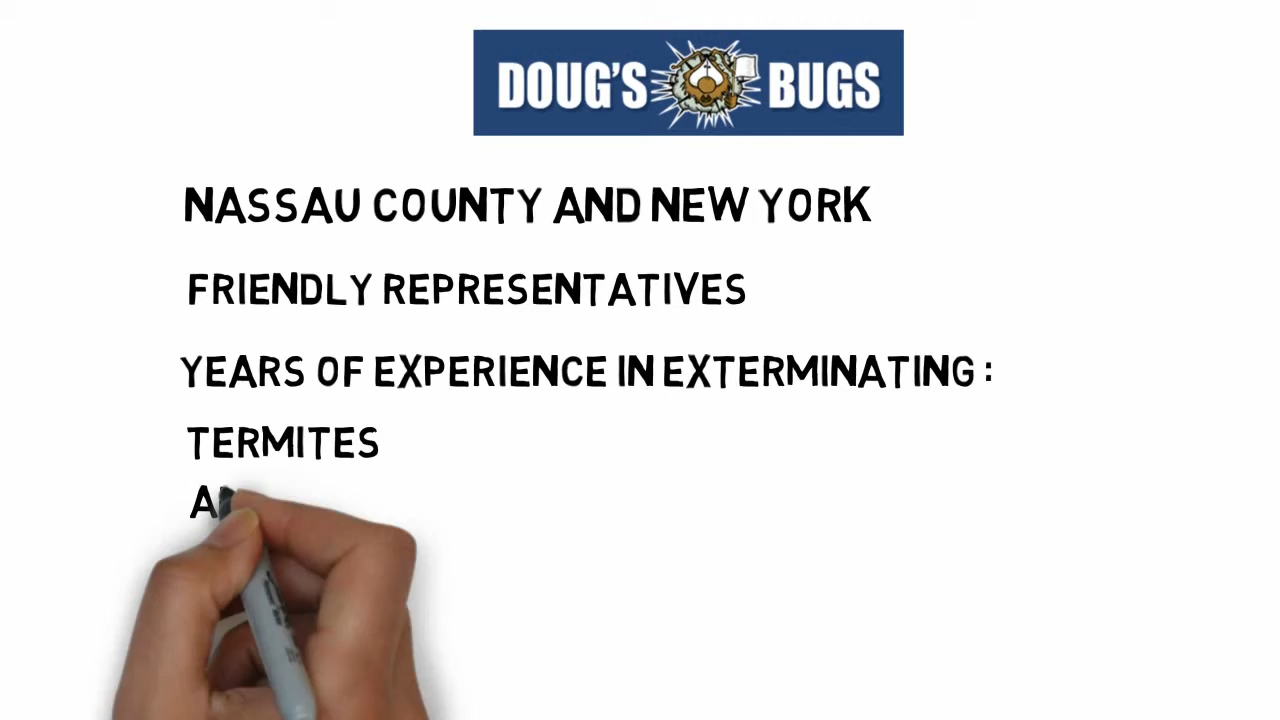 DOUG'S BUGS
NASSAU COUNTY AND NEW YORK
FRIENDLY REPRESENTATIVES
YEARS OF EXPERIENCE IN EXTERMINATING :
TERMITES